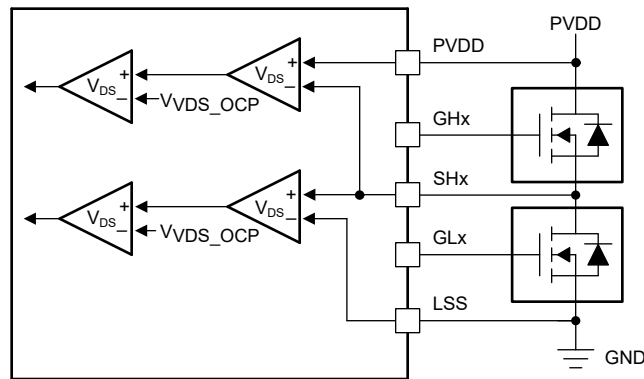 PVDD
PVDD
+
V_DS
–
V_VDS_OCP
+
V_DS
–
GHx
SHx
+
V_DS
–
V_VDS_OCP
+
V_DS
–
GLx
LSS
GND